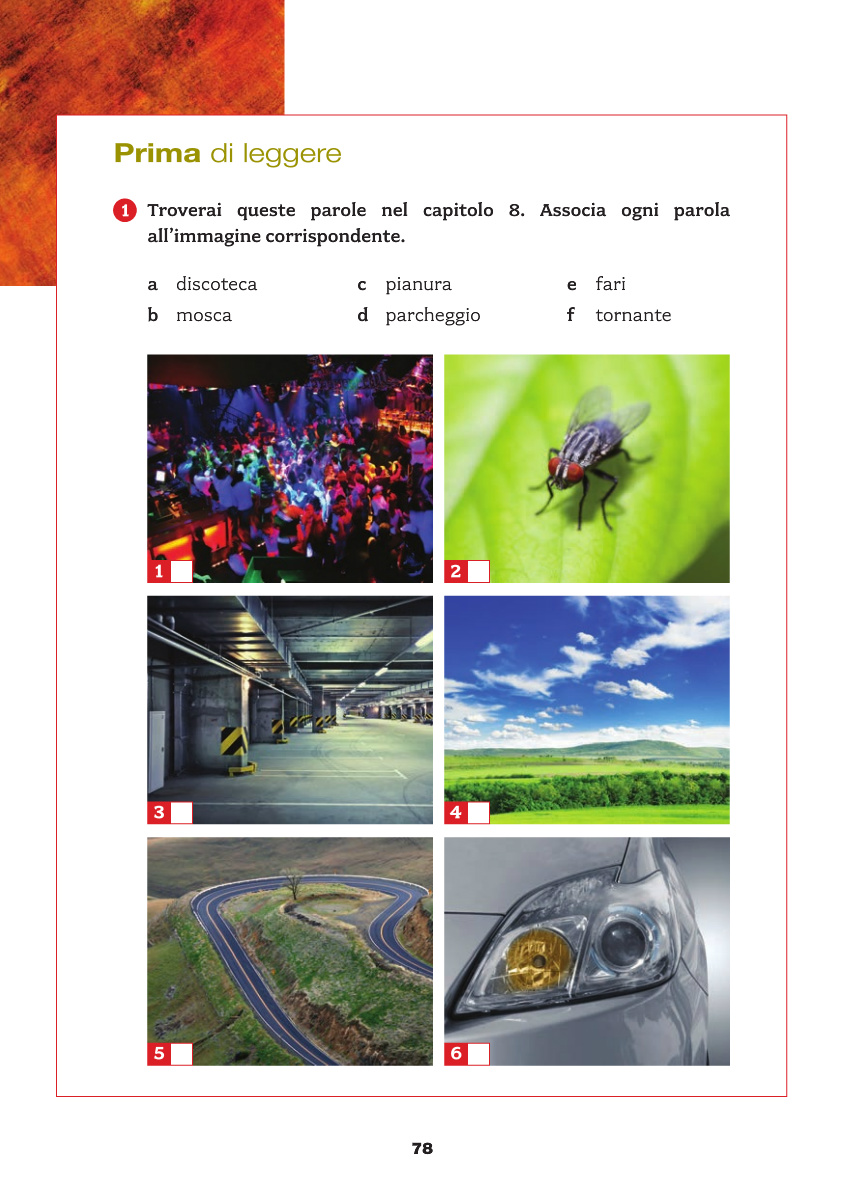 Prima di leggere
1 Troverai queste parole nel capitolo 8. Associa ogni parola
all'immagine corrispondente.
a discoteca c pianura e fari
b mosca d parcheggio f tornante
1 2
3 4
5 6
78